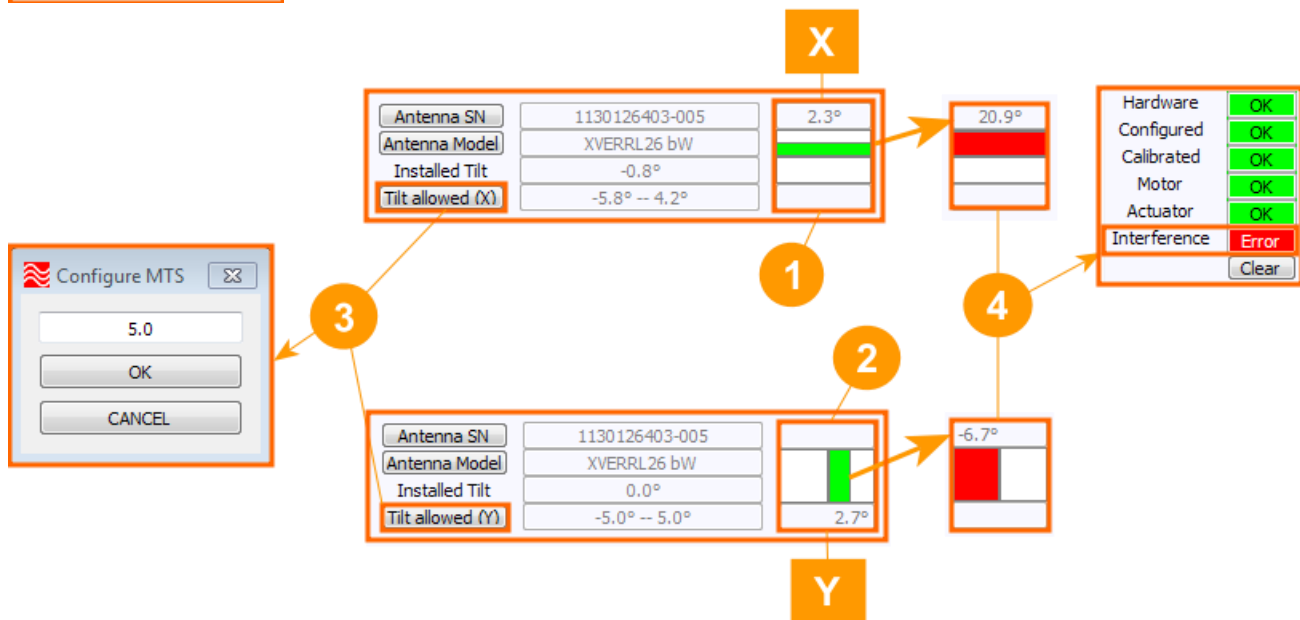 X
Antenna SN 1130126403-005 2.3°
Antenna Model XVERRL26 bW
Installed Tilt -0.8°
Tilt allowed (X) -5.8° -- 4.2°
20.9°
Hardware OK
Configured OK
Calibrated OK
Motor OK
Actuator OK
Interference Error
Clear
1
Configure MTS
5.0
OK
CANCEL
3
4
2
Antenna SN 1130126403-005
Antenna Model XVERRL26 bW
Installed Tilt 0.0°
Tilt allowed (Y) -5.0° -- 5.0° 2.7°
-6.7°
Y